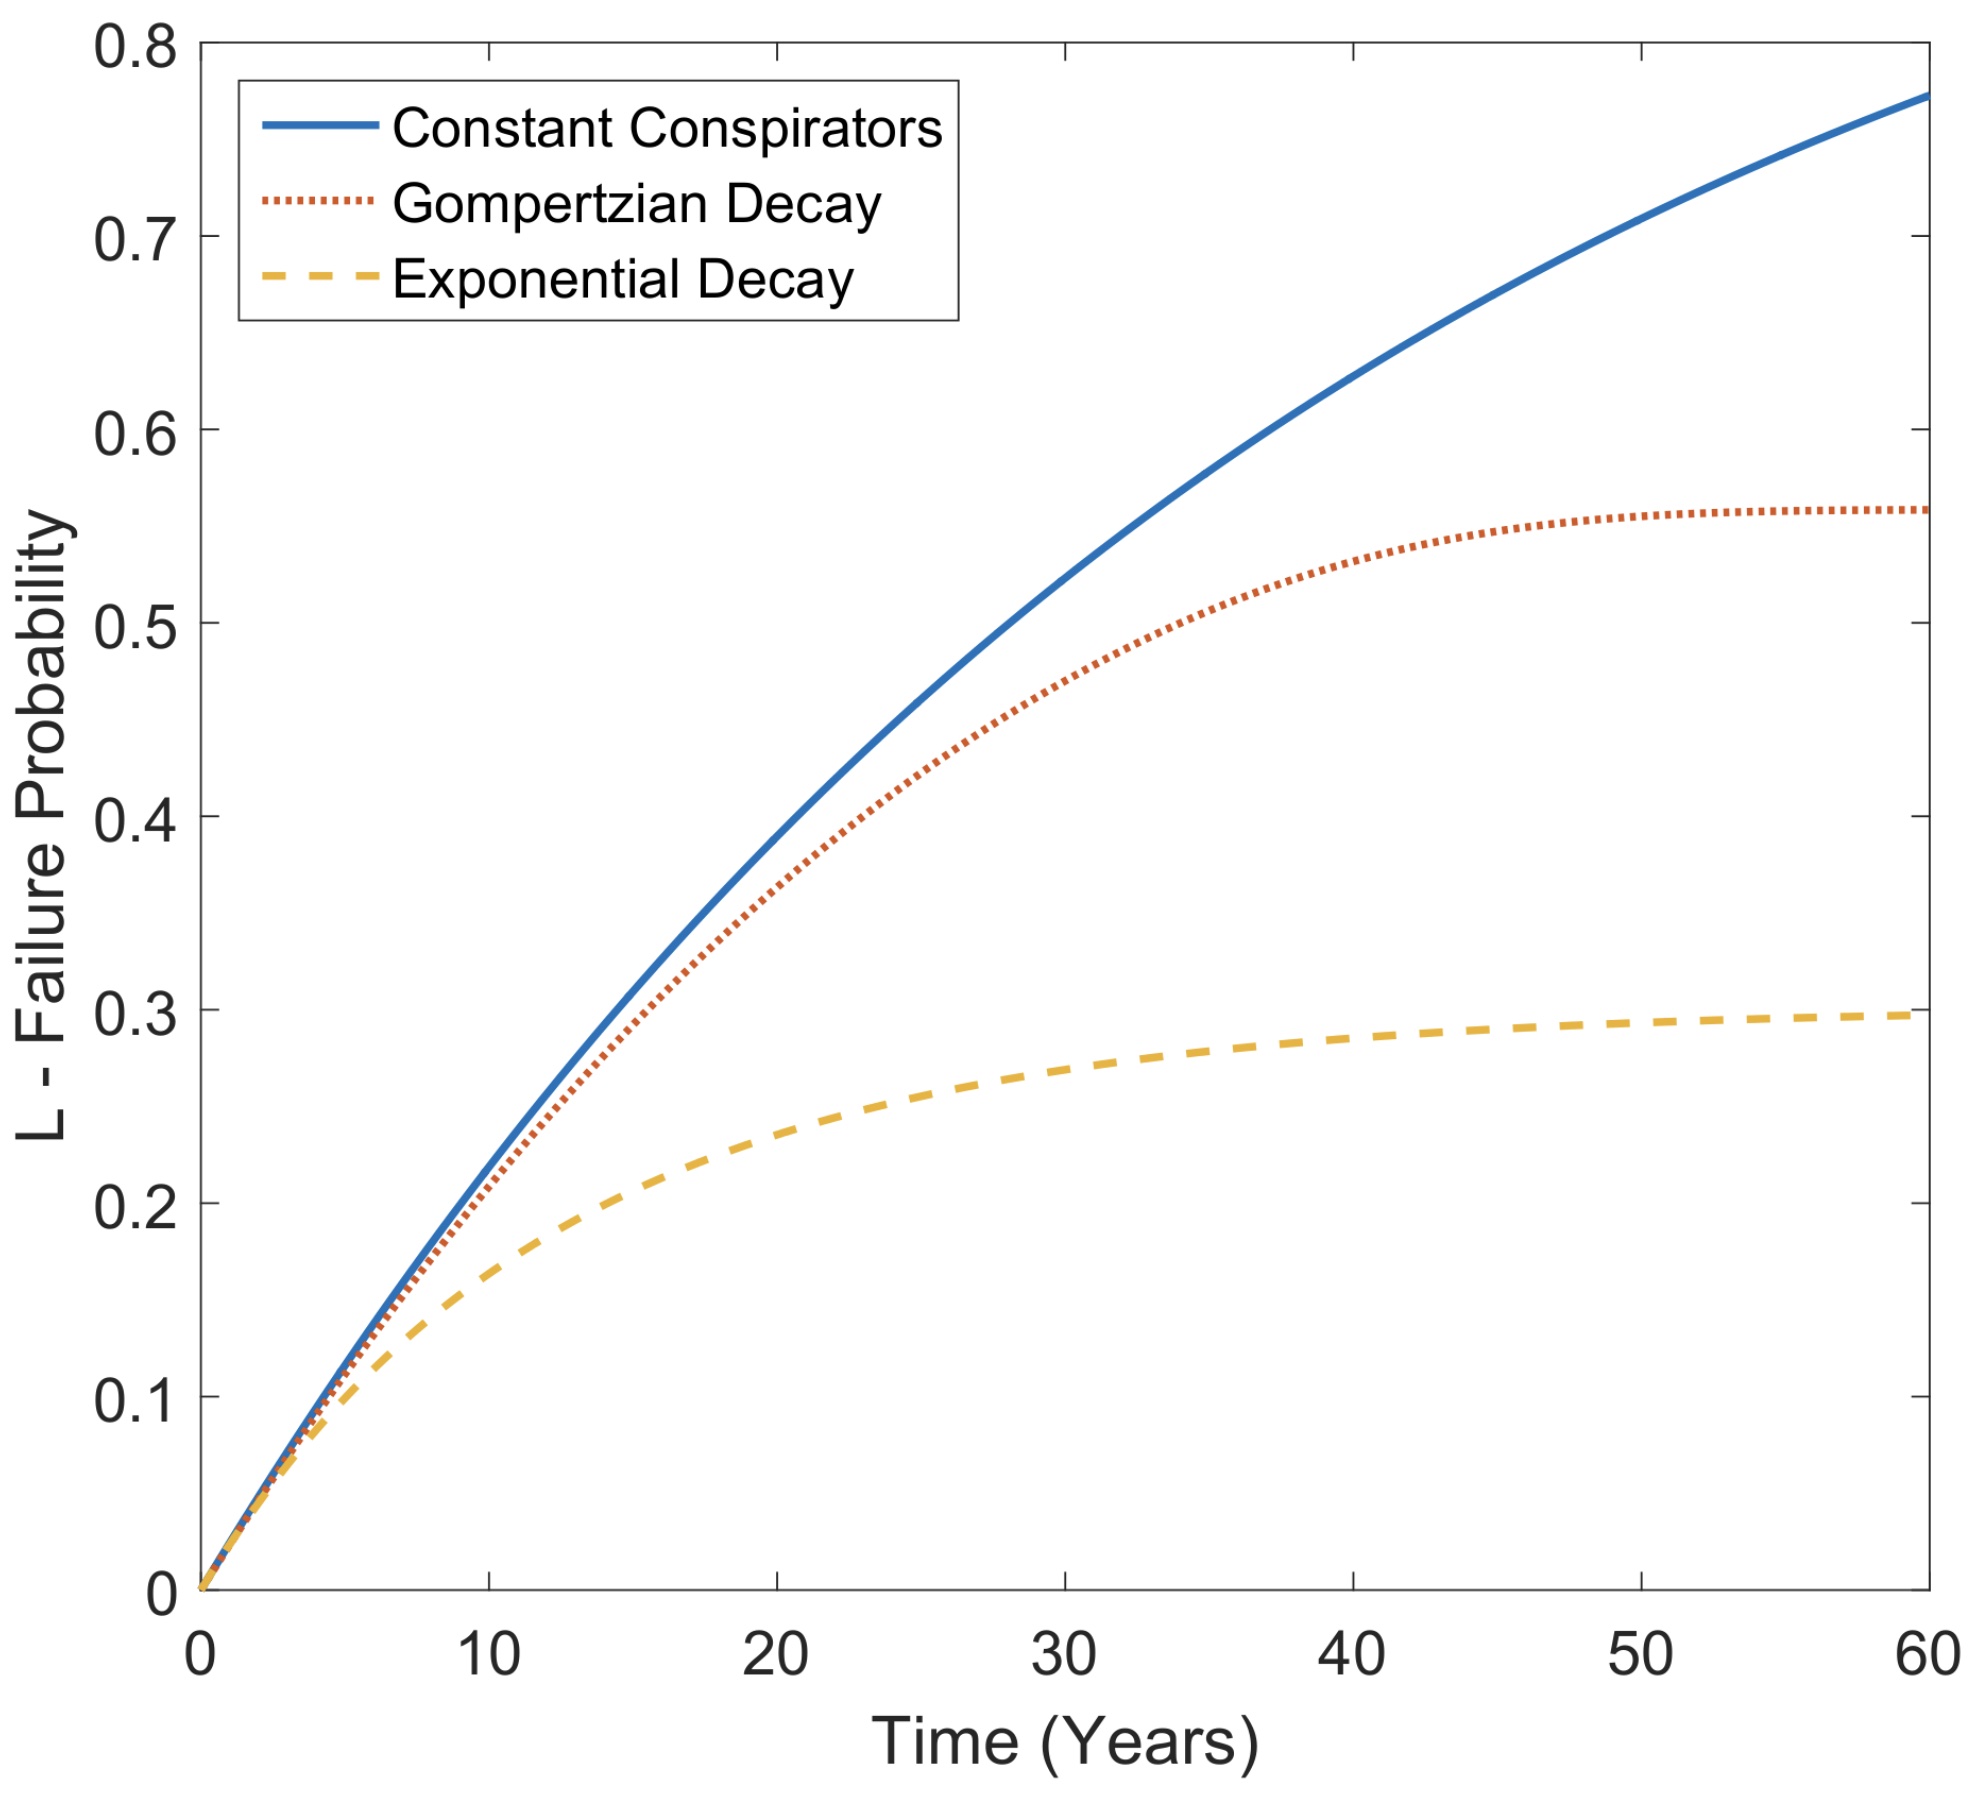 0.8
0.7
0.6
0.5
0.4
0.3
0.2
0.1
0
L - Failure Probability
Constant Conspirators
Gompertzian Decay
Exponential Decay
0 10 20 30 40 50 60
Time (Years)